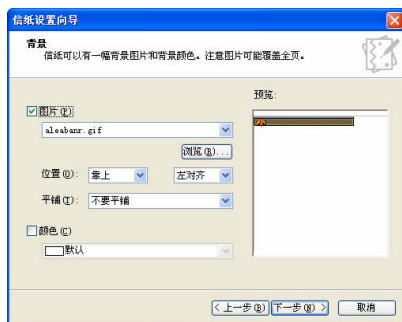 信纸设置向导
背景
信纸可以有一幅背景图片和背景颜色。注意图片可能覆盖全页。
预览:
图片(P)
aleabanr.gif
浏览(B)...
位置(O): 靠上 左对齐
平铺(T): 不要平铺
颜色(C)
默认
< 上一步(B) 下一步(N) > 取消